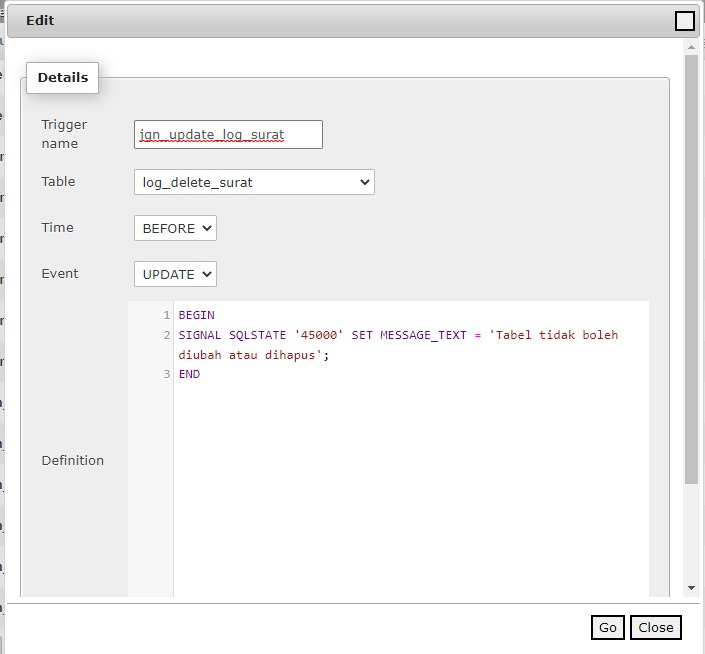 Edit
Details
Trigger
name
jgn_update_log_surat
Table
log_delete_surat
Time
BEFORE
Event
UPDATE
Definition
1 BEGIN
2 SIGNAL SQLSTATE '45000' SET MESSAGE_TEXT = 'Tabel tidak boleh
diubah atau dihapus';
3 END
Go
Close